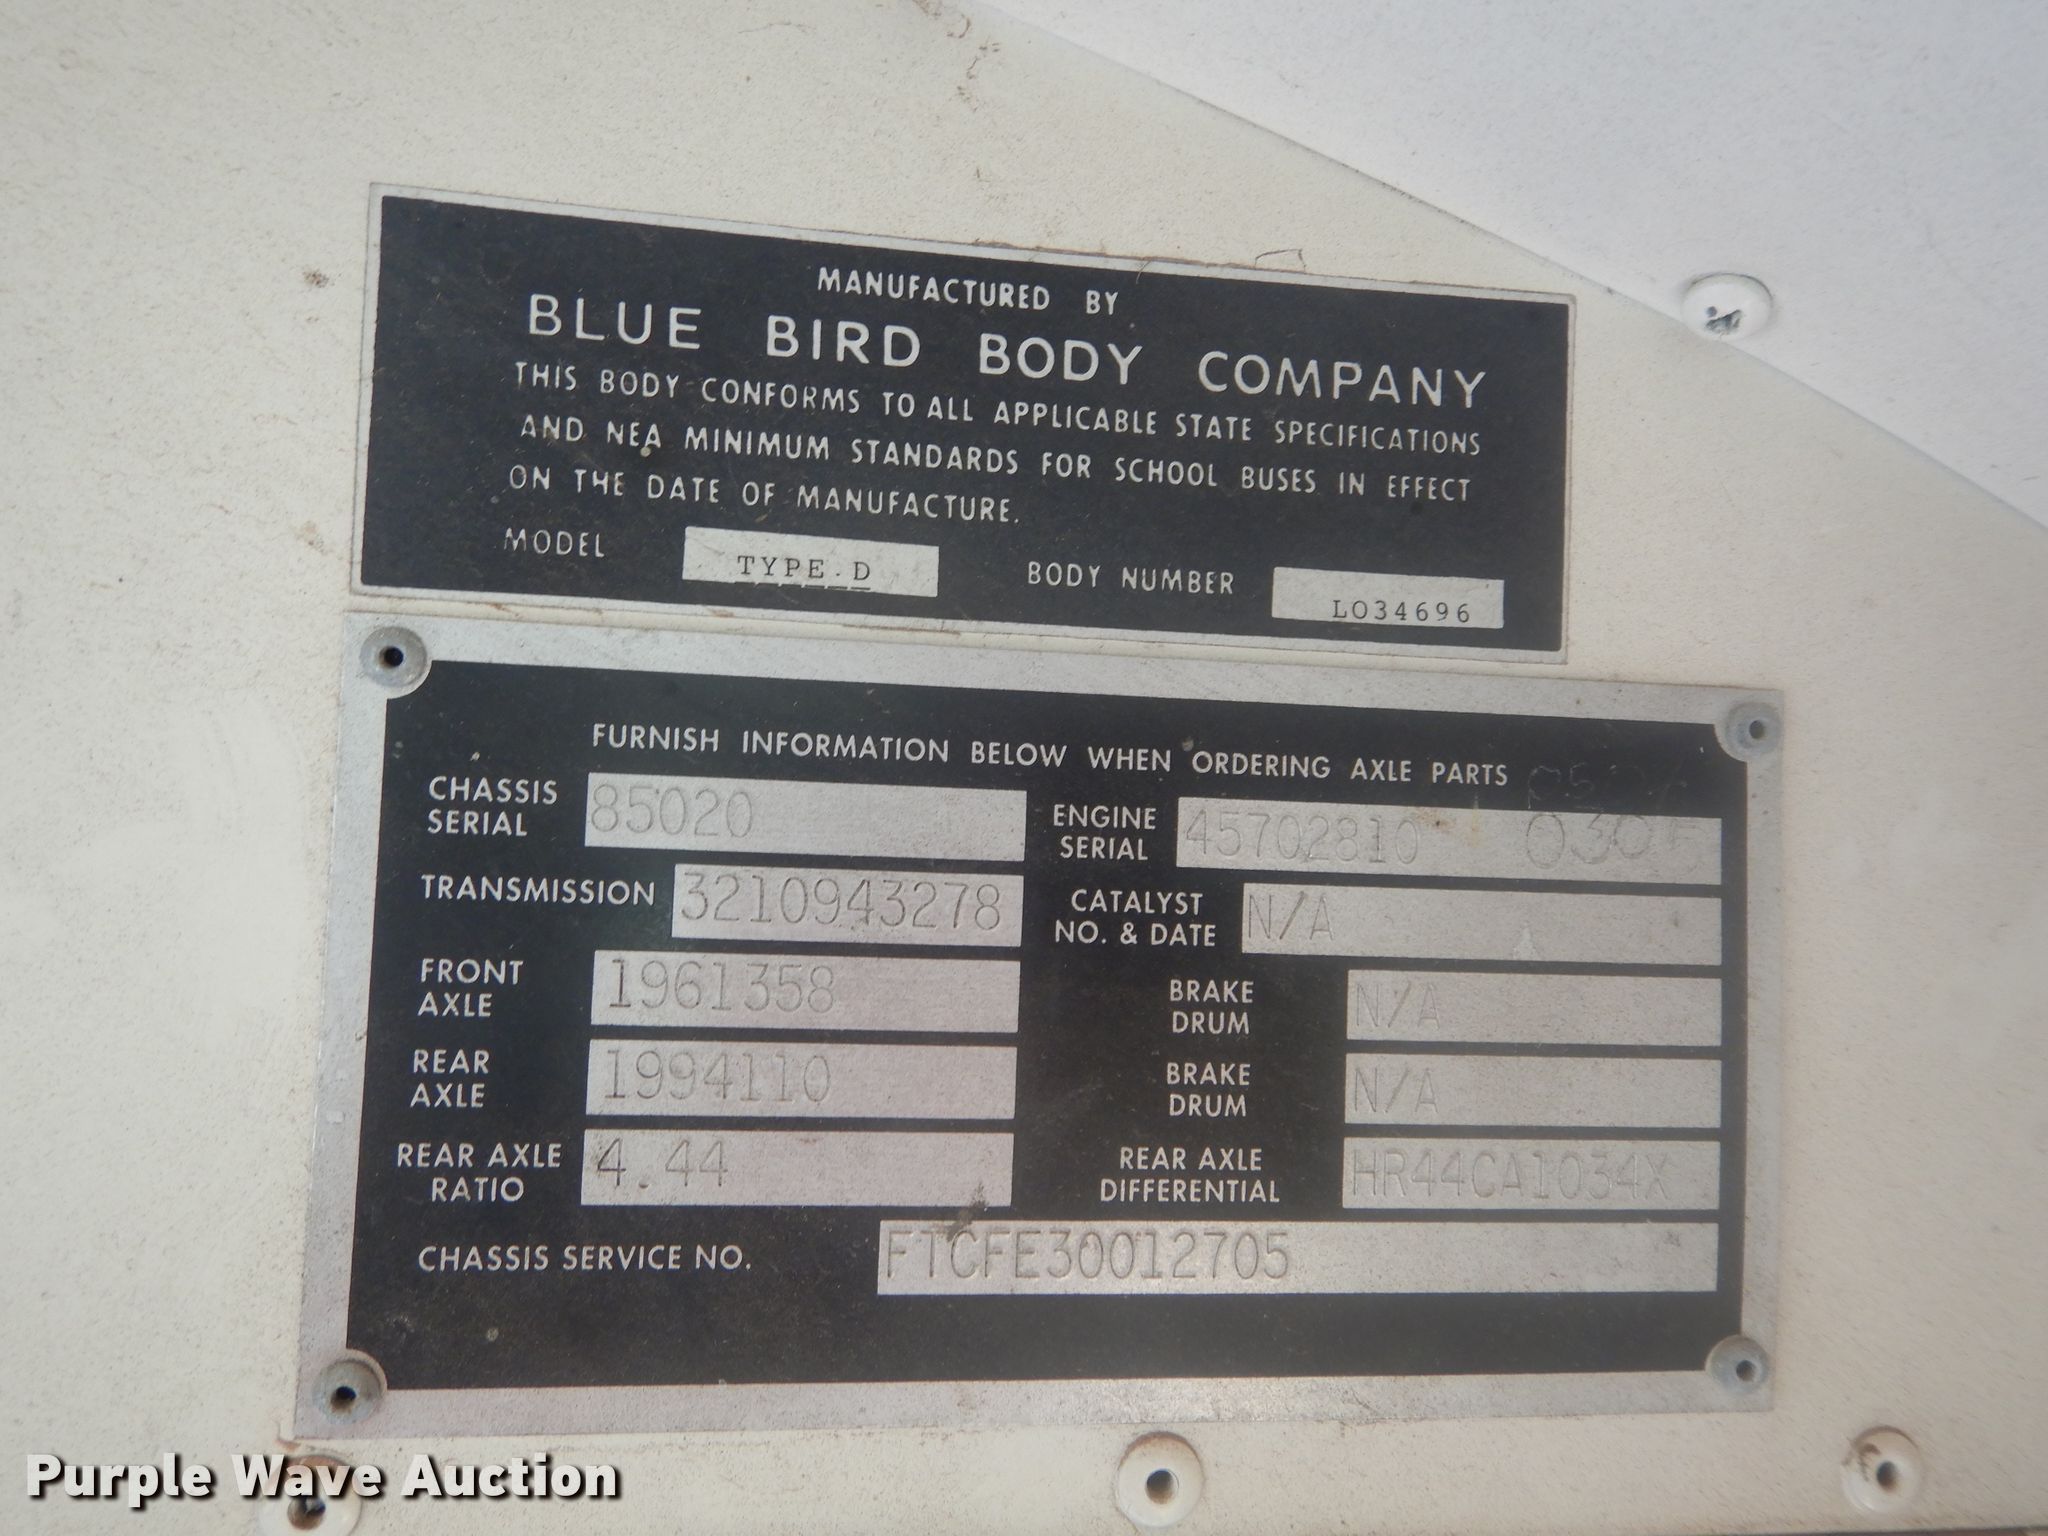 MANUFACTURED BY
BLUE BIRD BODY COMPANY
THIS BODY CONFORMS TO ALL APPLICABLE STATE SPECIFICATIONS
AND NEA MINIMUM STANDARDS FOR SCHOOL BUSES IN EFFECT
ON THE DATE OF MANUFACTURE.
MODEL TYPE D BODY NUMBER LO34696
FURNISH INFORMATION BELOW WHEN ORDERING AXLE PARTS
CHASSIS SERIAL 85020
ENGINE SERIAL 45702810
TRANSMISSION 3210943278
CATALYST NO. & DATE N/A
FRONT AXLE 1961358
BRAKE DRUM N/A
REAR AXLE 1994110
BRAKE DRUM N/A
REAR AXLE RATIO 4.44
REAR AXLE DIFFERENTIAL HR44CA1034X
CHASSIS SERVICE NO. FTCFE30012705
Purple Wave Auction